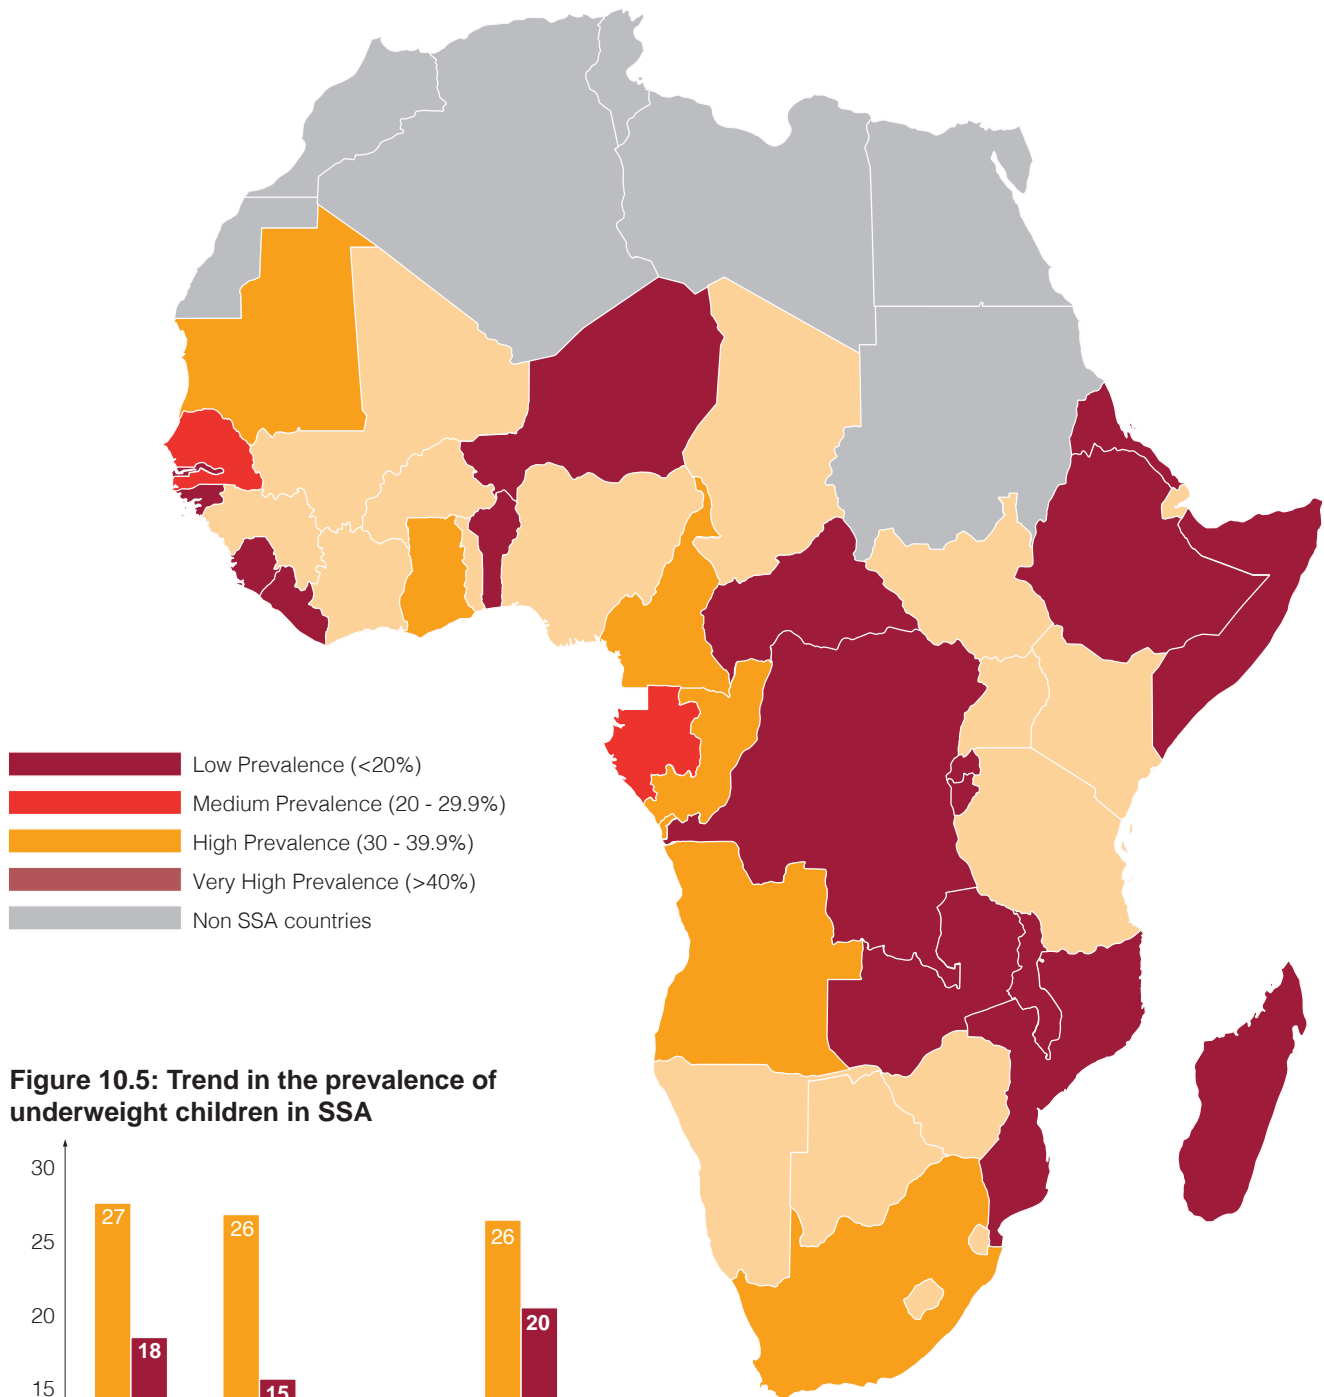 Low Prevalence (<20%)
Medium Prevalence (20 - 29.9%)
High Prevalence (30 - 39.9%)
Very High Prevalence (>40%)
Non SSA countries
Figure 10.5: Trend in the prevalence of
underweight children in SSA
30
25
20
15
27
18
26
15
26
20